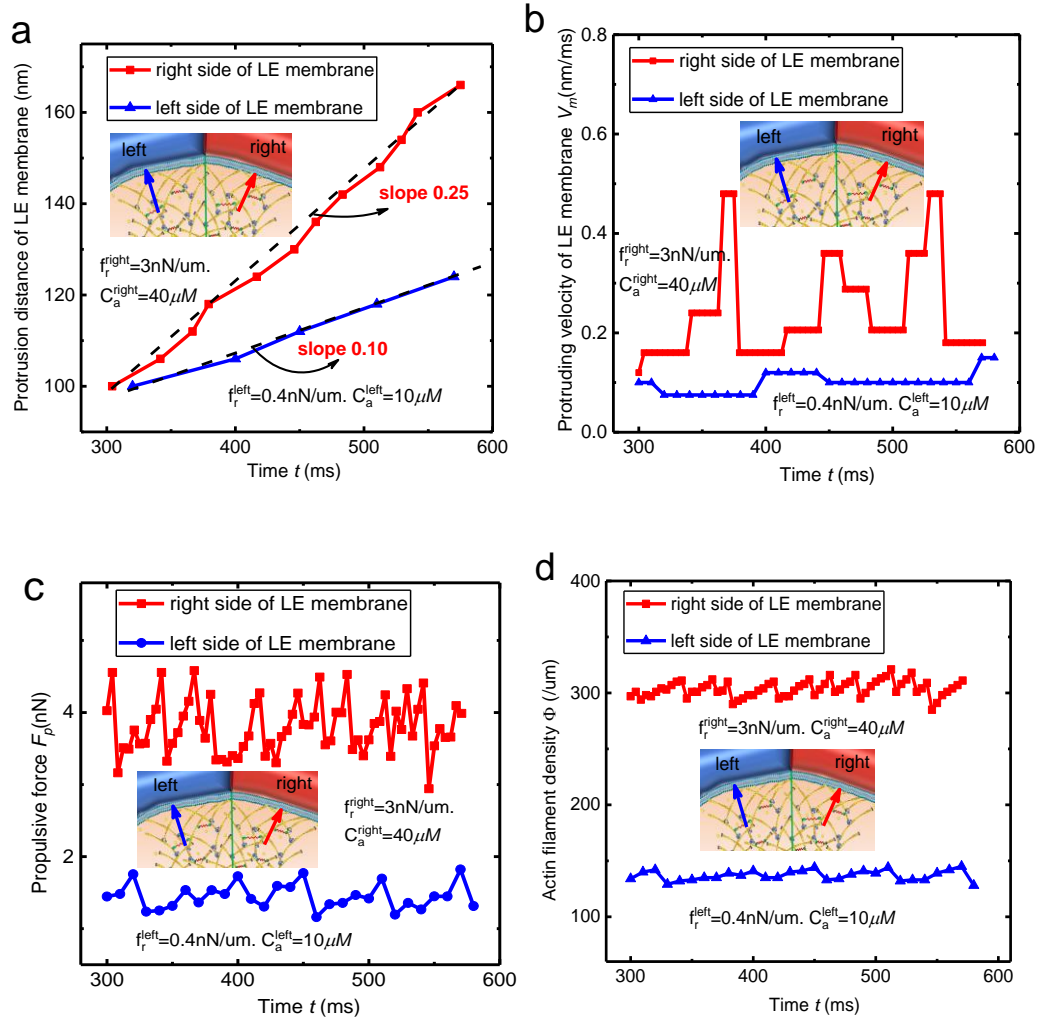 a
right side of LE membrane
left side of LE membrane
left
right
slope 0.25
f_r^right=3nN/um.
C_a^right=40μM
slope 0.10
f_r^left=0.4nN/um. C_a^left=10μM
Protrusion distance of LE membrane (nm)
160
140
120
100
300 400 500 600
Time t (ms)
b
right side of LE membrane
left side of LE membrane
left
right
f_r^right=3nN/um.
C_a^right=40μM
f_r^left=0.4nN/um. C_a^left=10μM
Protruding velocity of LE membrane V_m(nm/ms)
0.8
0.6
0.4
0.2
0.0
300 400 500 600
Time t (ms)
c
right side of LE membrane
left side of LE membrane
left
right
f_r^right=3nN/um.
C_a^right=40μM
f_r^left=0.4nN/um. C_a^left=10μM
Propulsive force F_p(nN)
4
2
300 400 500 600
Time t (ms)
d
right side of LE membrane
left side of LE membrane
f_r^right=3nN/um. C_a^right=40μM
left
right
f_r^left=0.4nN/um. C_a^left=10μM
Actin filament density Φ (/um)
400
300
200
100
300 400 500 600
Time t (ms)